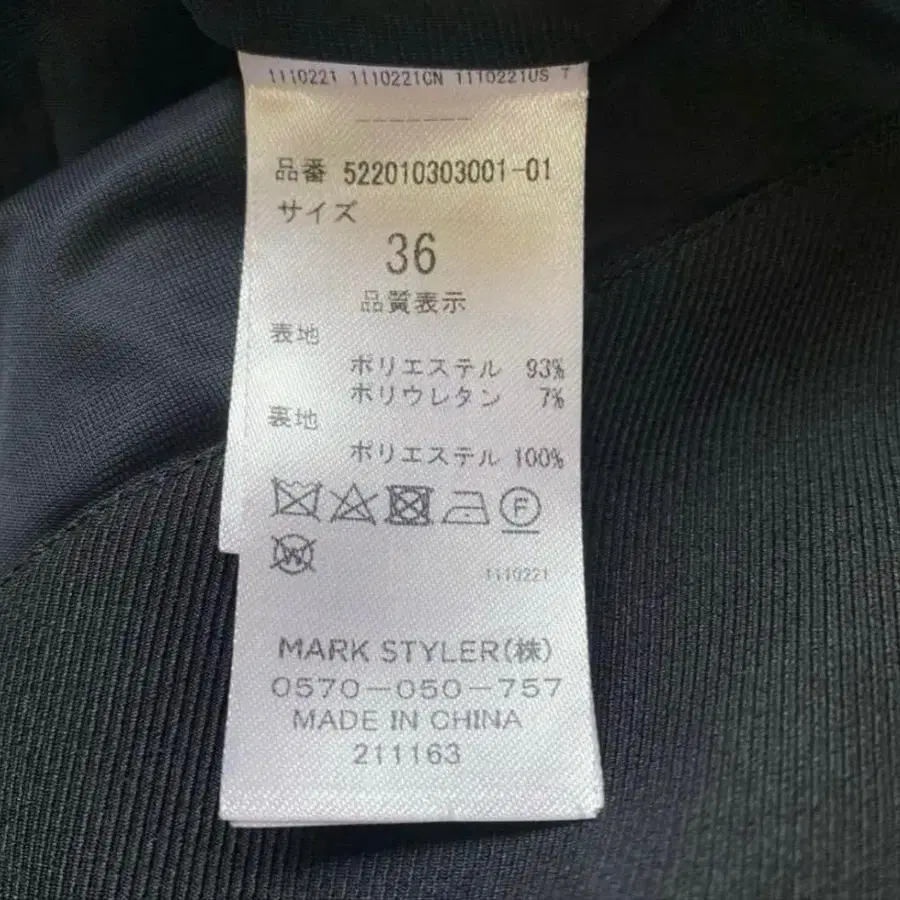 1110221 1110221CN 1110221US T
-------
品番 522010303001-01
サイズ
36
品質表示
表地
ポリエステル 93%
ポリウレタン 7%
裏地
ポリエステル 100%
F
W
1110221
MARK STYLER(株)
0570-050-757
MADE IN CHINA
211163